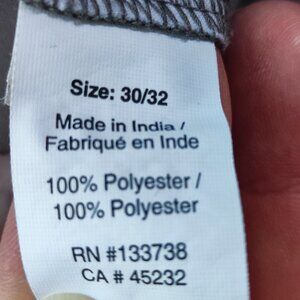 Size: 30/32
Made in India /
Fabriqué en Inde
100% Polyester /
100% Polyester
RN #133738
CA # 45232